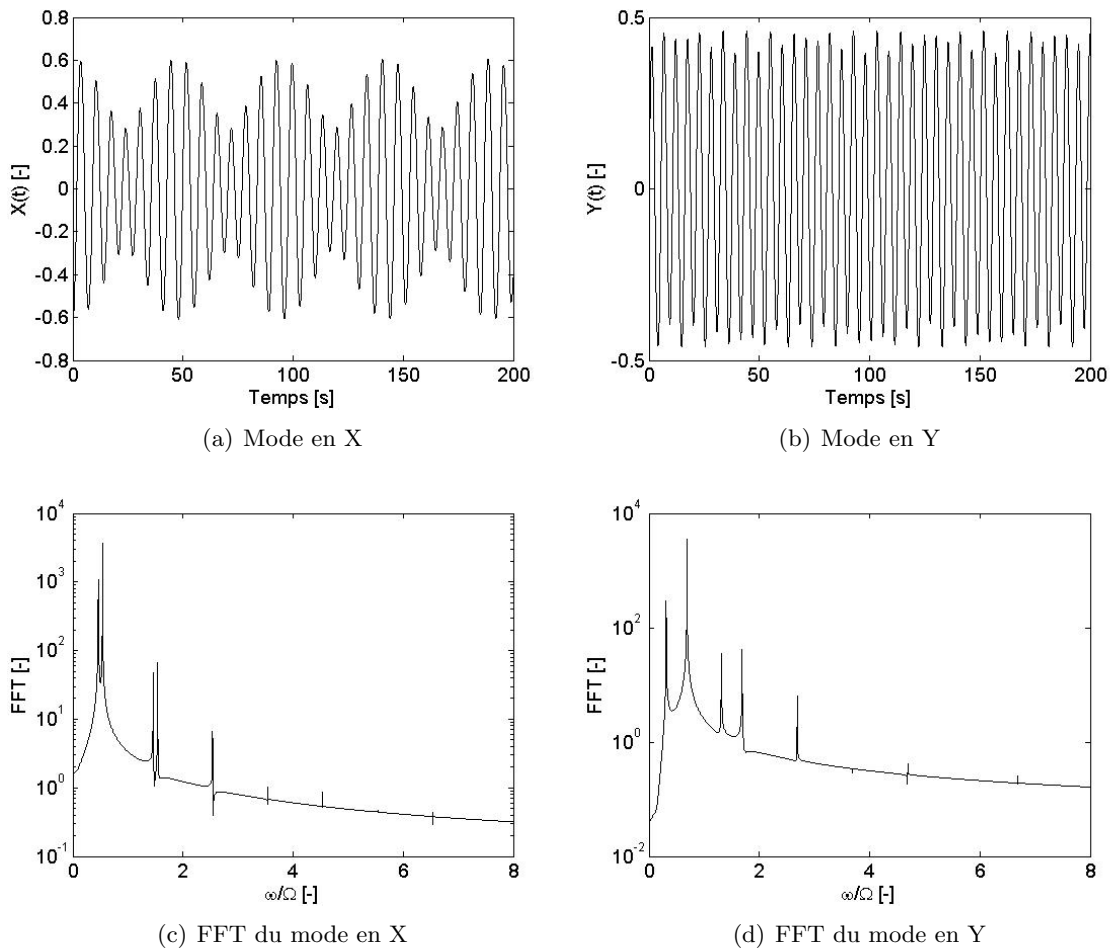 0.8
0.6
0.4
0.2
0
-0.2
-0.4
-0.6
-0.8
X(t) [-]
0 50 100 150 200
Temps [s]
(a) Mode en X
0.5
0
-0.5
Y(t) [-]
0 50 100 150 200
Temps [s]
(b) Mode en Y
10^4
10^3
10^2
10^1
10^0
10^-1
FFT [-]
0 2 4 6 8
ω/Ω [-]
(c) FFT du mode en X
10^4
10^2
10^0
10^-2
FFT [-]
0 2 4 6 8
ω/Ω [-]
(d) FFT du mode en Y